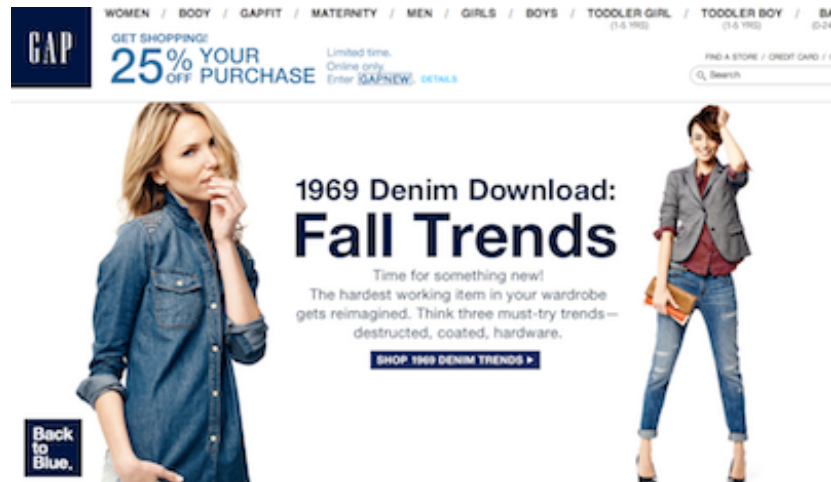 WOMEN / BODY / GAPFIT / MATERNITY / MEN / GIRLS / BOYS / TODDLER GIRL / TODDLER BOY /
(1-5 YRS) (1-5 YRS)
GAP
GET SHOPPING!
25% OFF YOUR PURCHASE
Limited time.
Online only.
Enter GAPNEW. DETAILS
FIND A STORE / CREDIT CARD /
Search
1969 Denim Download:
Fall Trends
Time for something new!
The hardest working item in your wardrobe
gets reimagined. Think three must-try trends—
destructed, coated, hardware.
SHOP 1969 DENIM TRENDS
Back
to
Blue.